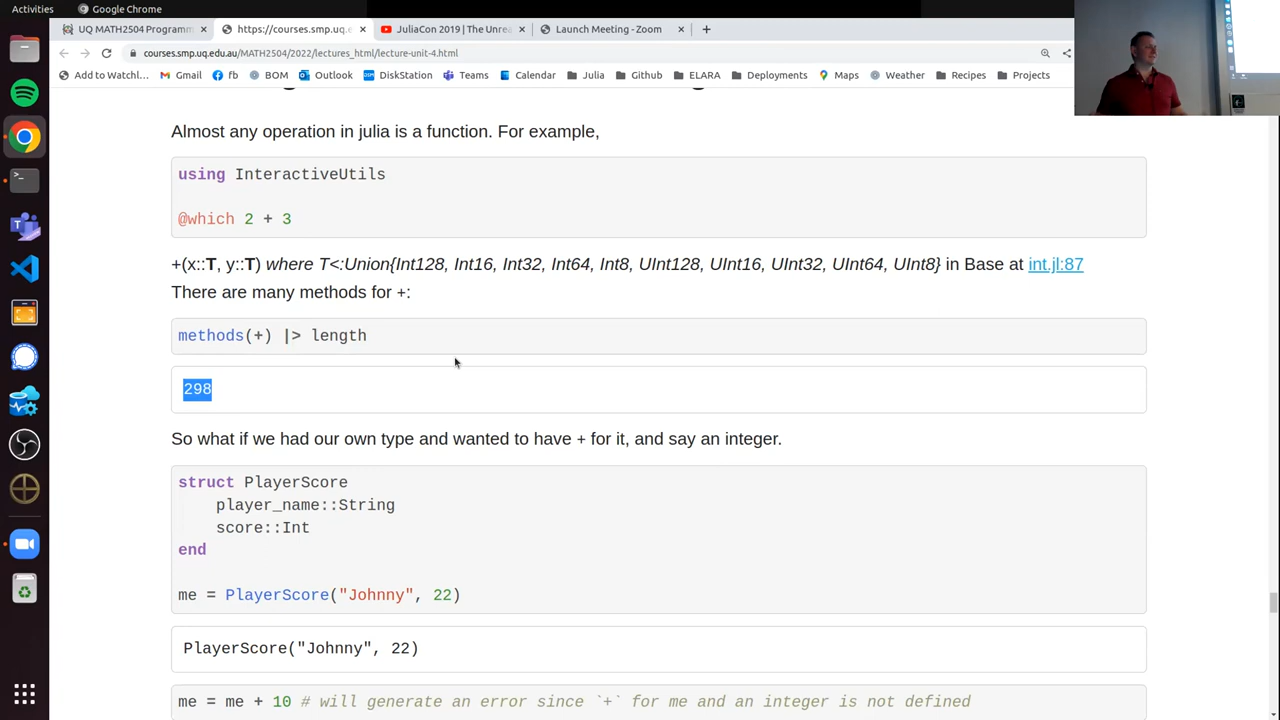 Activities
Google Chrome
UQ MATH2504 Programm
https://courses.smp.uq.e
JuliaCon 2019 | The Unrea
Launch Meeting - Zoom
courses.smp.uq.edu.au/MATH2504/2022/lectures_html/lecture-unit-4.html
Add to Watchl...
Gmail
fb
BOM
Outlook
DiskStation
Teams
Calendar
Julia
Github
ELARA
Deployments
Maps
Weather
Recipes
Projects
Almost any operation in julia is a function. For example,
using InteractiveUtils
@which 2 + 3
+(x::T, y::T) where T<:Union{Int128, Int16, Int32, Int64, Int8, UInt128, UInt16, UInt32, UInt64, UInt8} in Base at int.jl:87
There are many methods for +:
methods(+) |> length
298
So what if we had our own type and wanted to have + for it, and say an integer.
struct PlayerScore
player_name::String
score::Int
end
me = PlayerScore("Johnny", 22)
PlayerScore("Johnny", 22)
me = me + 10 # will generate an error since `+` for me and an integer is not defined